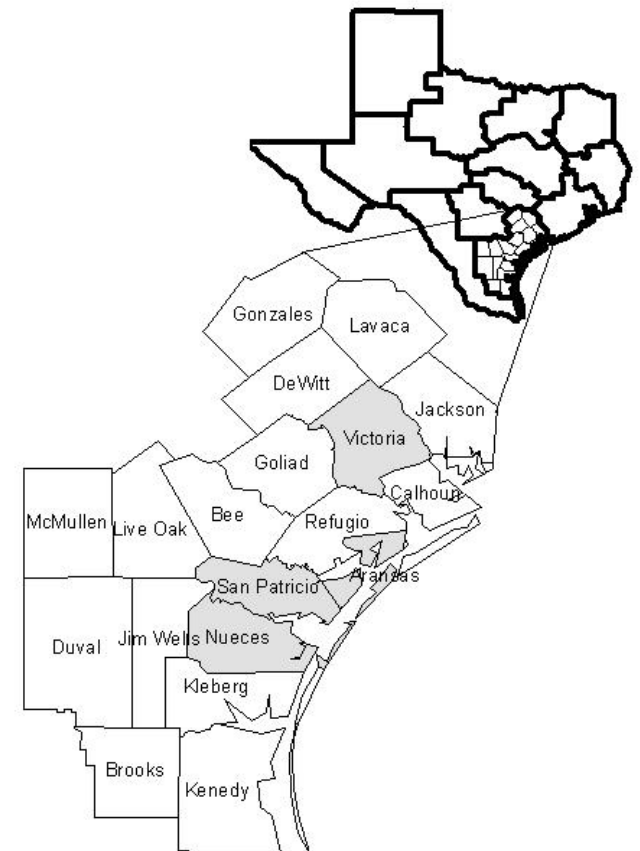 Gonzales
Lavaca
DeWitt
Jackson
Victoria
Goliad
Calhoun
McMullen
Live Oak
Bee
Refugio
Aransas
San Patricio
Duval
Jim Wells
Nueces
Kleberg
Brooks
Kenedy